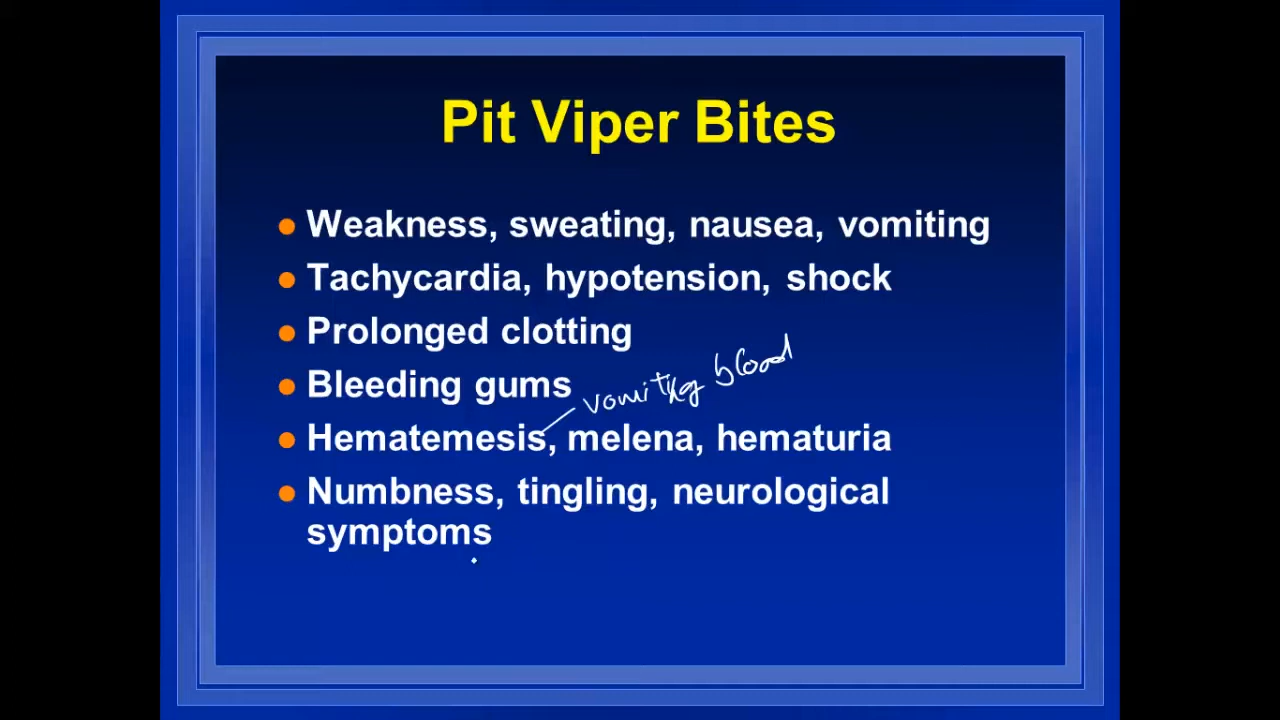 Pit Viper Bites
● Weakness, sweating, nausea, vomiting
● Tachycardia, hypotension, shock
● Prolonged clotting
● Bleeding gums
vomiting blood
● Hematemesis, melena, hematuria
● Numbness, tingling, neurological
symptoms